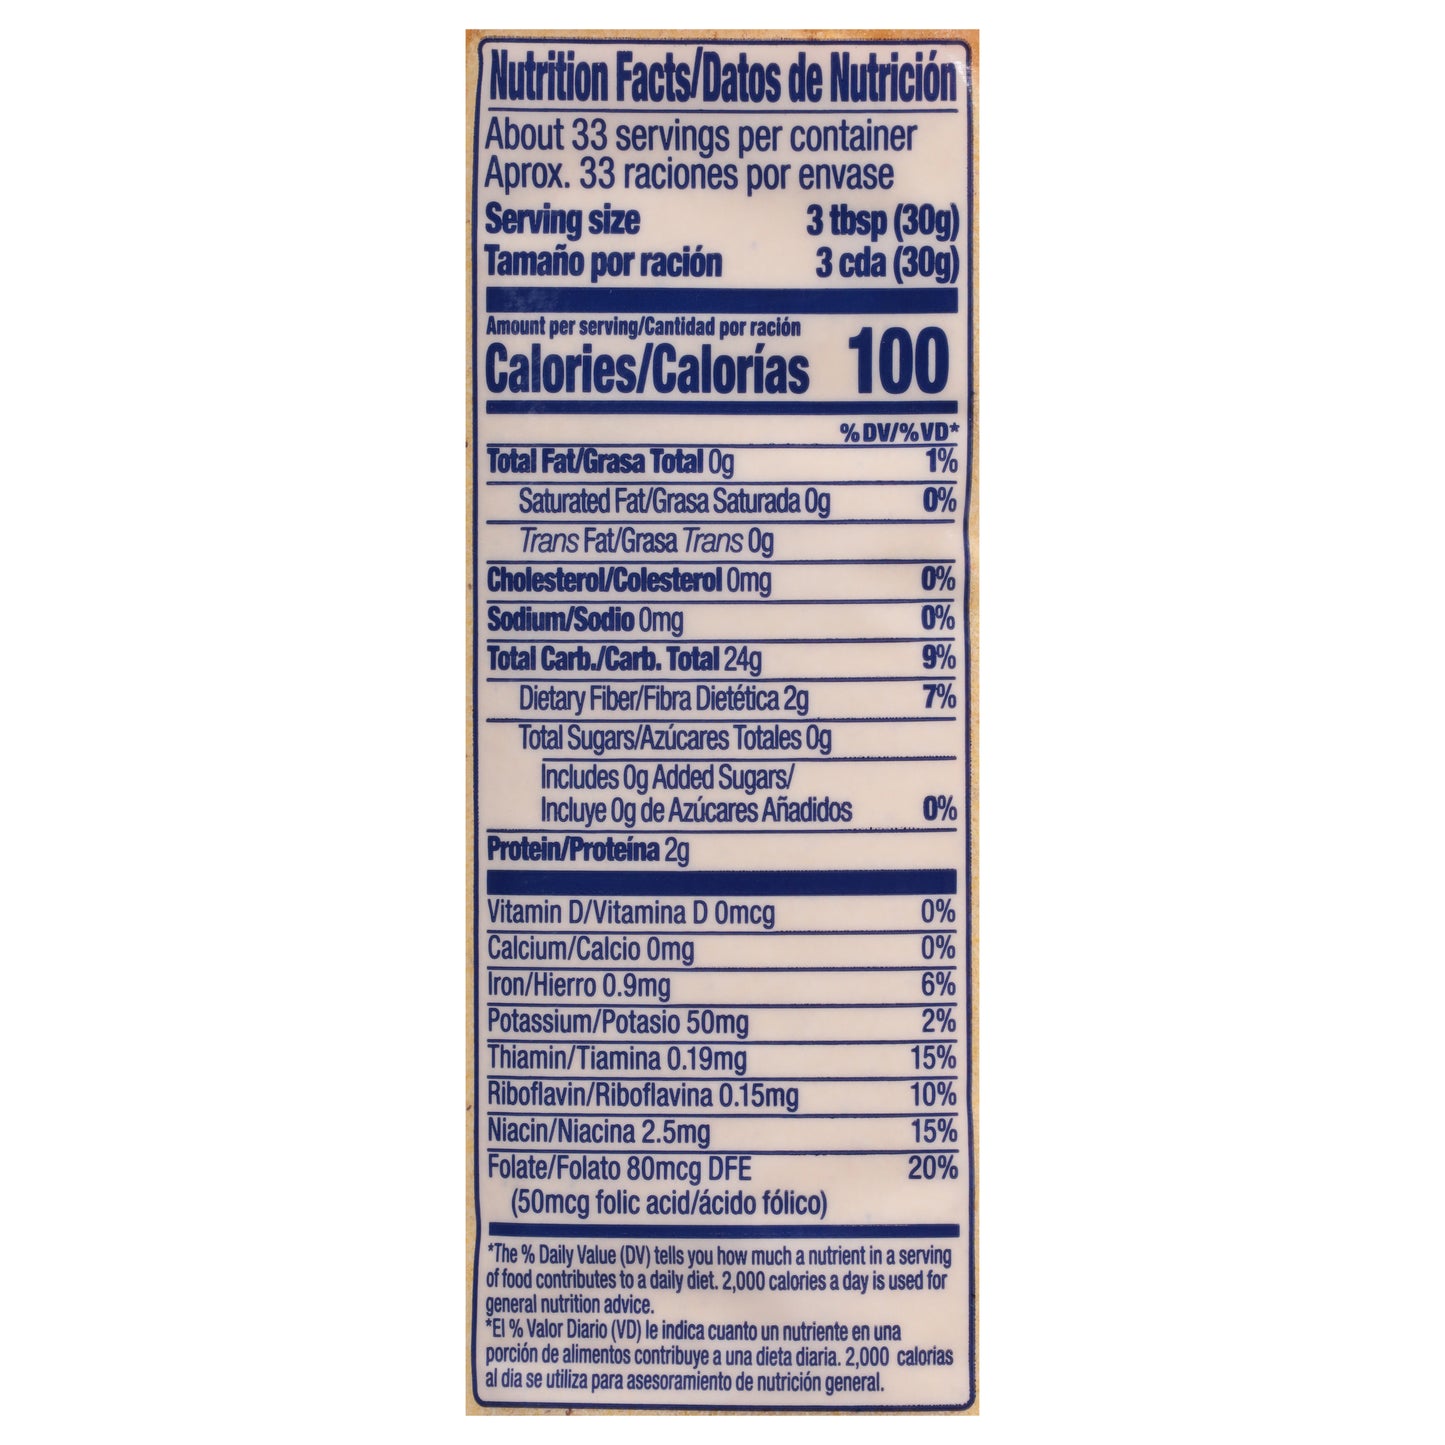 Nutrition Facts/Datos de Nutrición
About 33 servings per container
Aprox. 33 raciones por envase
Serving size 3 tbsp (30g)
Tamaño por ración 3 cda (30g)
Amount per serving/Cantidad por ración
Calories/Calorías 100
% DV/% VD*
Total Fat/Grasa Total 0g 1%
Saturated Fat/Grasa Saturada 0g 0%
Trans Fat/Grasa Trans 0g
Cholesterol/Colesterol 0mg 0%
Sodium/Sodio 0mg 0%
Total Carb./Carb. Total 24g 9%
Dietary Fiber/Fibra Dietética 2g 7%
Total Sugars/Azúcares Totales 0g
Includes 0g Added Sugars/
Incluye 0g de Azúcares Añadidos 0%
Protein/Proteína 2g
Vitamin D/Vitamina D 0mcg 0%
Calcium/Calcio 0mg 0%
Iron/Hierro 0.9mg 6%
Potassium/Potasio 50mg 2%
Thiamin/Tiamina 0.19mg 15%
Riboflavin/Riboflavina 0.15mg 10%
Niacin/Niacina 2.5mg 15%
Folate/Folato 80mcg DFE 20%
(50mcg folic acid/ácido fólico)
*The % Daily Value (DV) tells you how much a nutrient in a serving
of food contributes to a daily diet. 2,000 calories a day is used for
general nutrition advice.
*El % Valor Diario (VD) le indica cuanto un nutriente en una
porción de alimentos contribuye a una dieta diaria. 2,000 calorias
al dia se utiliza para asesoramiento de nutrición general.